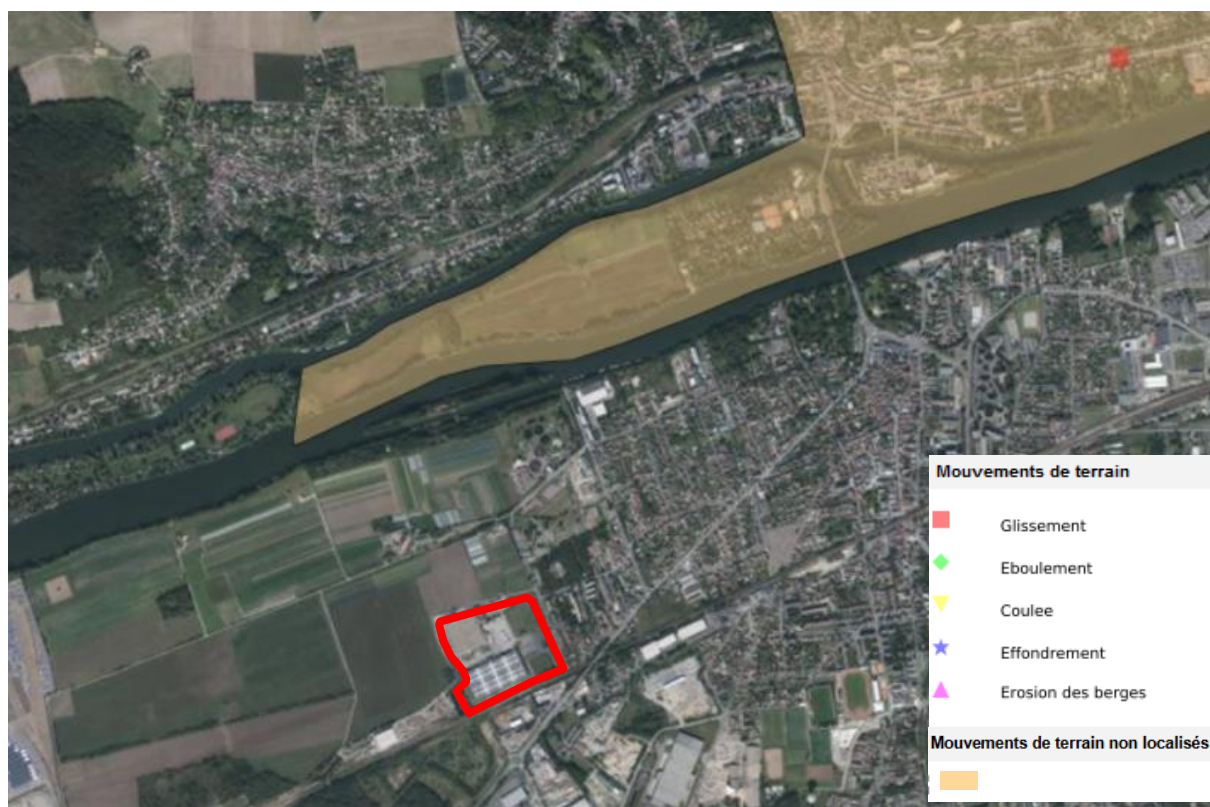 Mouvements de terrain
Glissement
Eboulement
Coulee
Effondrement
Erosion des berges
Mouvements de terrain non localisés